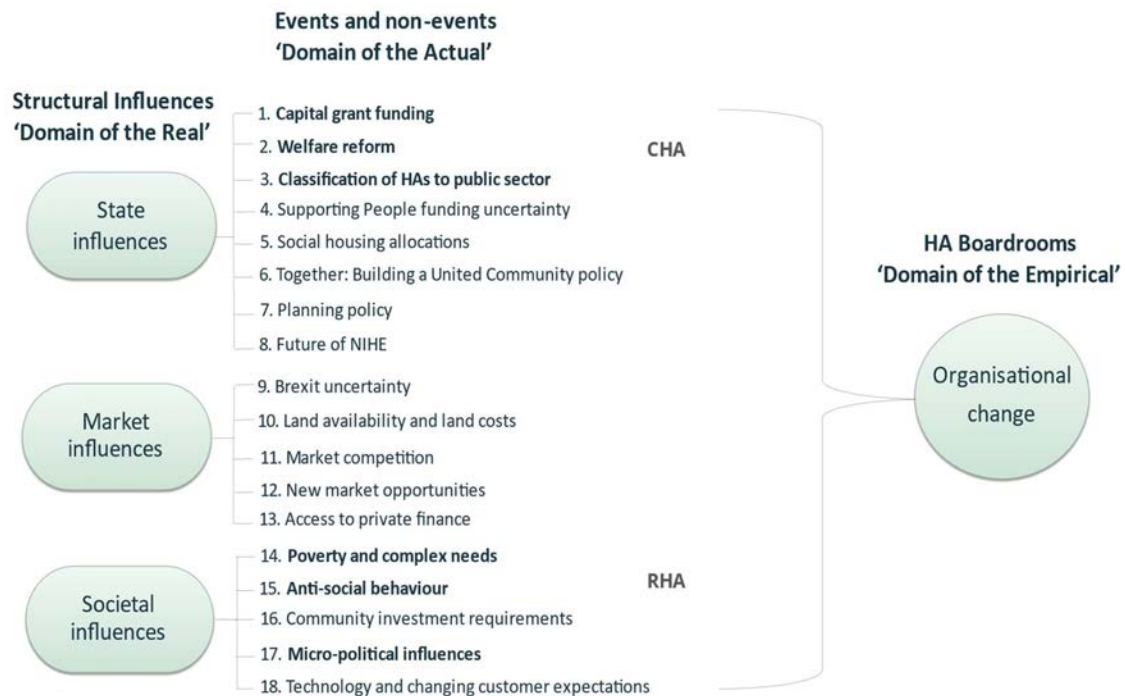 Events and non-events
‘Domain of the Actual’
Structural Influences
‘Domain of the Real’
State
influences
1. Capital grant funding
2. Welfare reform
3. Classification of HAs to public sector
4. Supporting People funding uncertainty
5. Social housing allocations
6. Together: Building a United Community policy
7. Planning policy
8. Future of NIHE
Market
influences
9. Brexit uncertainty
10. Land availability and land costs
11. Market competition
12. New market opportunities
13. Access to private finance
Societal
influences
14. Poverty and complex needs
15. Anti-social behaviour
16. Community investment requirements
17. Micro-political influences
18. Technology and changing customer expectations
CHA
RHA
HA Boardrooms
‘Domain of the Empirical’
Organisational
change